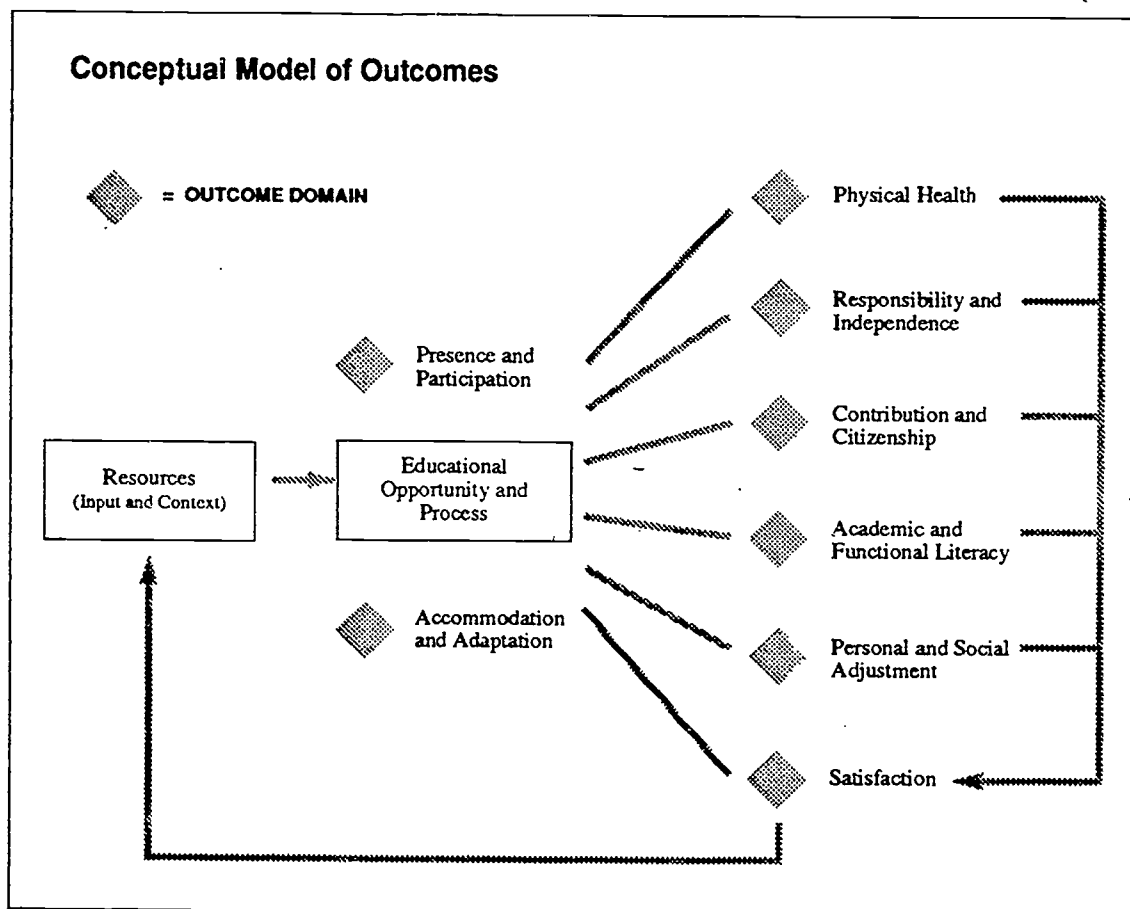 Conceptual Model of Outcomes
= OUTCOME DOMAIN
Presence and
Participation
Resources
(Input and Context)
Educational
Opportunity and
Process
Accommodation
and Adaptation
Physical Health
Responsibility and
Independence
Contribution and
Citizenship
Academic and
Functional Literacy
Personal and Social
Adjustment
Satisfaction